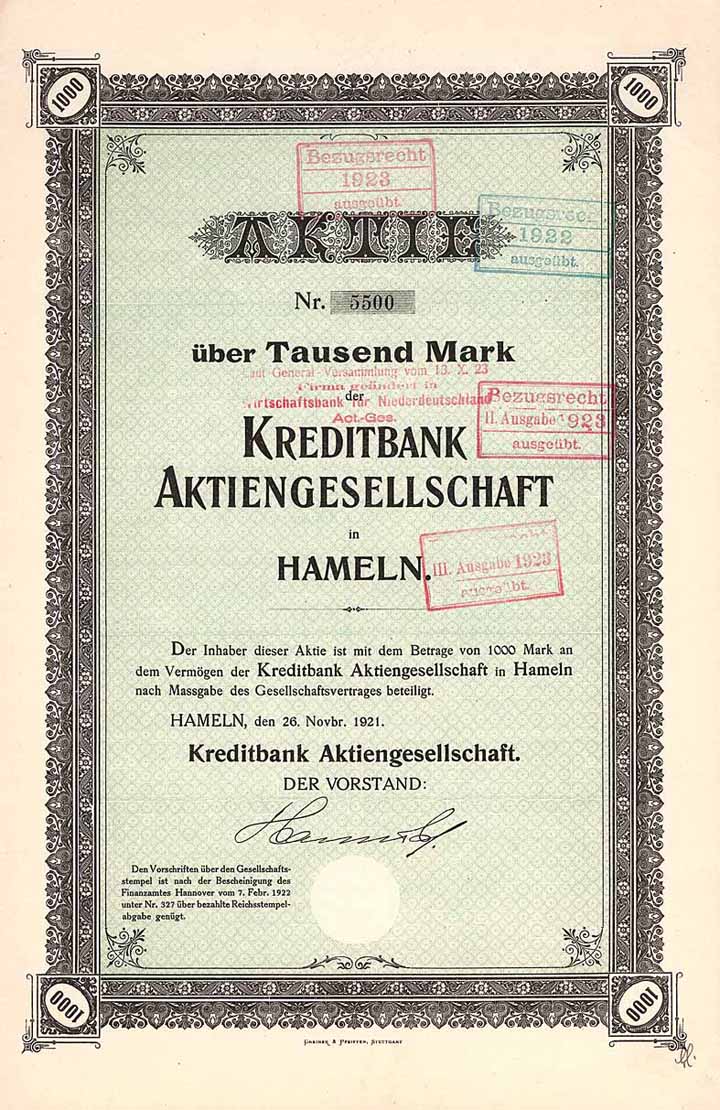 1000
1000
Bezugsrecht
1923
ausgeübt.
Bezugsrecht
1922
ausgeübt.
AKTIE
Nr. 5500
über Tausend Mark
Laut General-Versammlung vom 13. X. 23
Firma geändert in
der
Wirtschaftsbank für Niederdeutschland
Act.-Ges.
Bezugsrecht
II. Ausgabe 1923
ausgeübt.
KREDITBANK
AKTIENGESELLSCHAFT
in
HAMELN.
III. Ausgabe 1923
ausgeübt.
Der Inhaber dieser Aktie ist mit dem Betrage von 1000 Mark an
dem Vermögen der Kreditbank Aktiengesellschaft in Hameln
nach Massgabe des Gesellschaftsvertrages beteiligt.
HAMELN, den 26. Novbr. 1921.
Kreditbank Aktiengesellschaft.
DER VORSTAND:
Den Vorschriften über den Gesellschafts-
stempel ist nach der Bescheinigung des
Finanzamtes Hannover vom 7. Febr. 1922
unter Nr. 327 über bezahlte Reichsstempel-
abgabe genügt.
1000
1000
GREINER & PFEIFFER, STUTTGART